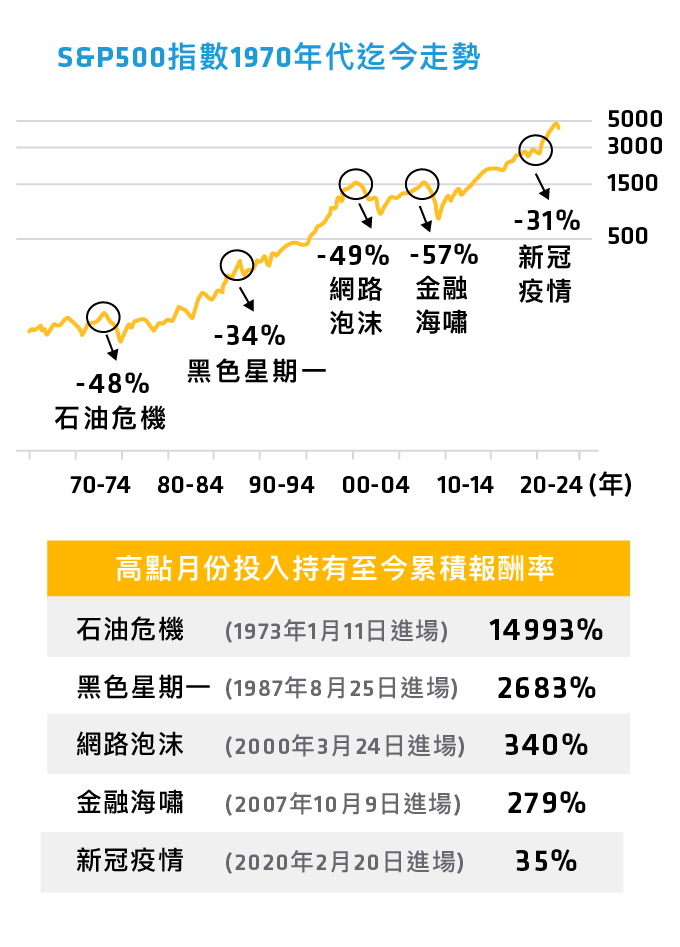 S&P500指數1970年代迄今走勢
5000
3000
1500
500
-31%
新冠
疫情
-49%
網路
泡沫
-57%
金融
海嘯
-34%
黑色星期一
-48%
石油危機
70-74 80-84 90-94 00-04 10-14 20-24 (年)
高點月份投入持有至今累積報酬率
石油危機 (1973年1月11日進場) 14993%
黑色星期一 (1987年8月25日進場) 2683%
網路泡沫 (2000年3月24日進場) 340%
金融海嘯 (2007年10月9日進場) 279%
新冠疫情 (2020年2月20日進場) 35%